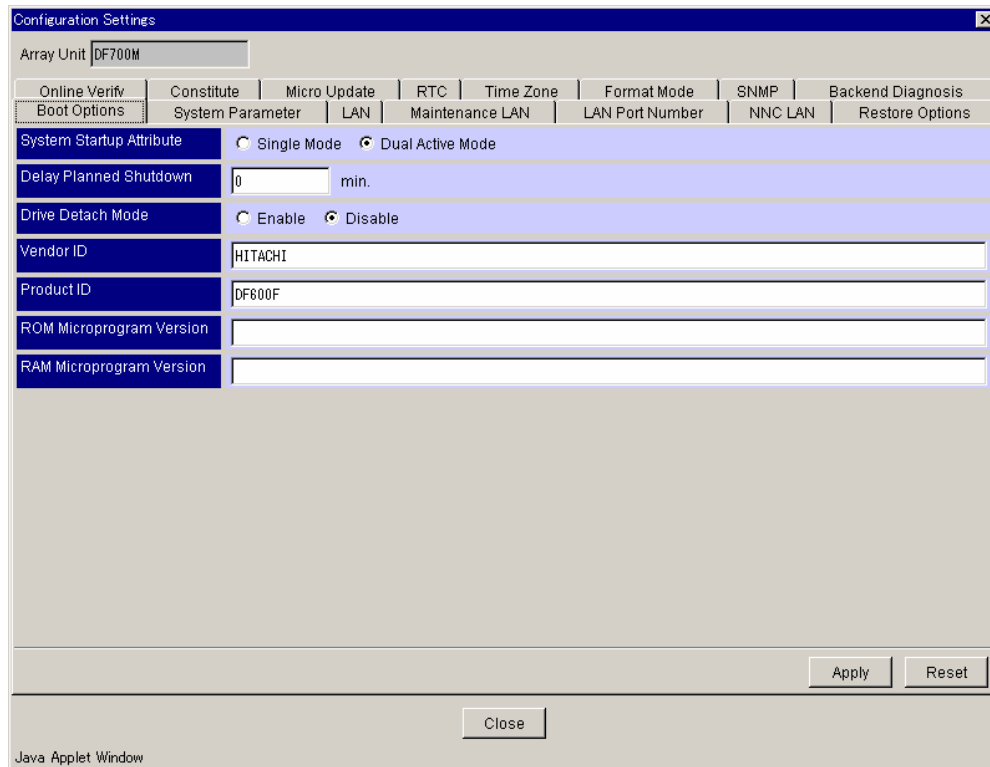 Configuration Settings
Array Unit DF700M
Online Verify Constitute Micro Update RTC Time Zone Format Mode SNMP Backend Diagnosis
Boot Options System Parameter LAN Maintenance LAN LAN Port Number NNC LAN Restore Options
System Startup Attribute Single Mode Dual Active Mode
Delay Planned Shutdown 0 min.
Drive Detach Mode Enable Disable
Vendor ID HITACHI
Product ID DF600F
ROM Microprogram Version
RAM Microprogram Version
Apply Reset
Close
Java Applet Window